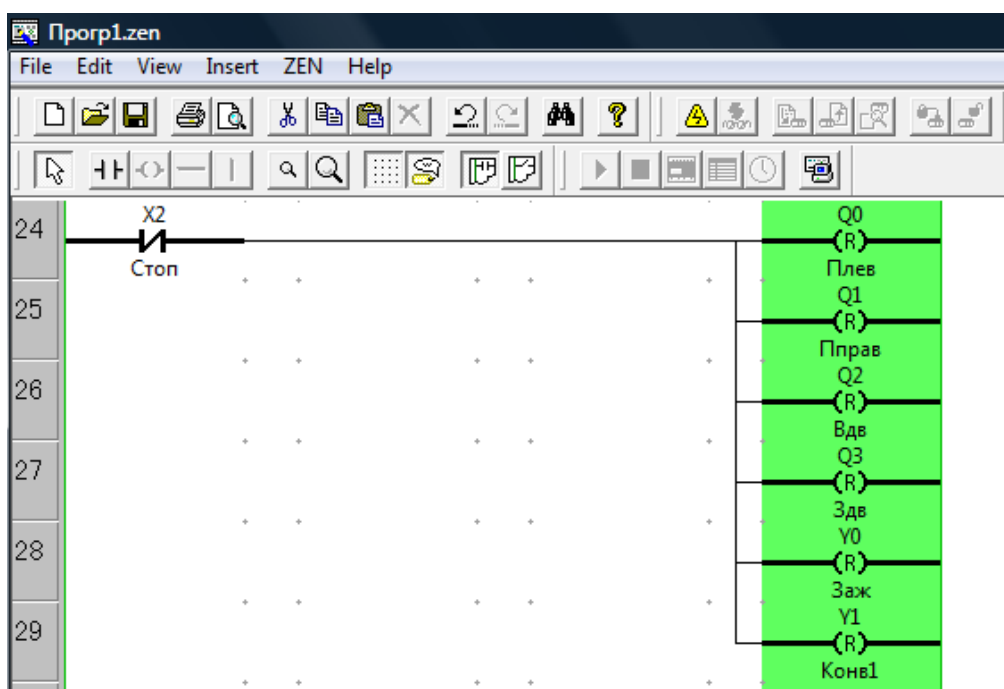 Прогр1.zen
File Edit View Insert ZEN Help
24 X2 Q0
R
Стоп Плев
25 Q1
R
Пправ
26 Q2
R
Вдв
27 Q3
R
Здв
28 Y0
R
Заж
29 Y1
R
Конв1